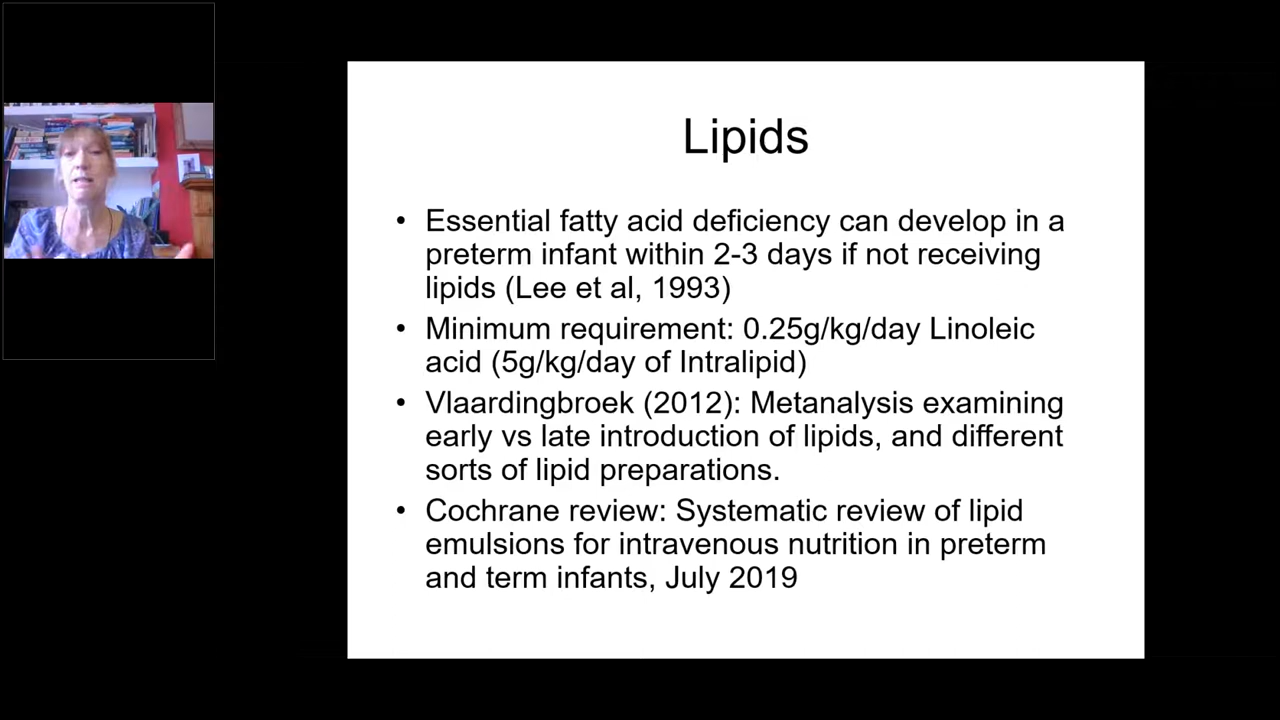 Lipids
• Essential fatty acid deficiency can develop in a
preterm infant within 2-3 days if not receiving
lipids (Lee et al, 1993)
• Minimum requirement: 0.25g/kg/day Linoleic
acid (5g/kg/day of Intralipid)
• Vlaardingbroek (2012): Metanalysis examining
early vs late introduction of lipids, and different
sorts of lipid preparations.
• Cochrane review: Systematic review of lipid
emulsions for intravenous nutrition in preterm
and term infants, July 2019